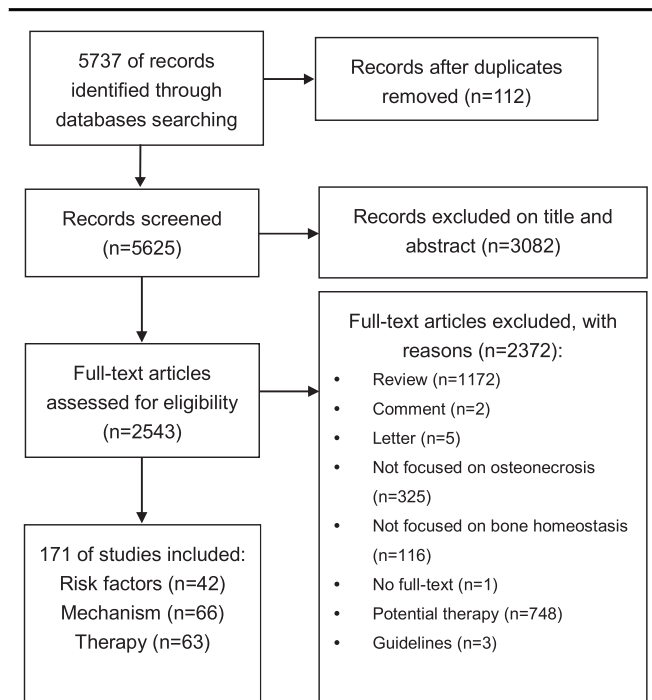 5737 of records
identified through
databases searching
Records after duplicates
removed (n=112)
Records screened
(n=5625)
Records excluded on title and
abstract (n=3082)
Full-text articles
assessed for eligibility
(n=2543)
Full-text articles excluded, with
reasons (n=2372):
• Review (n=1172)
• Comment (n=2)
• Letter (n=5)
• Not focused on osteonecrosis
(n=325)
• Not focused on bone homeostasis
(n=116)
• No full-text (n=1)
• Potential therapy (n=748)
• Guidelines (n=3)
171 of studies included:
Risk factors (n=42)
Mechanism (n=66)
Therapy (n=63)